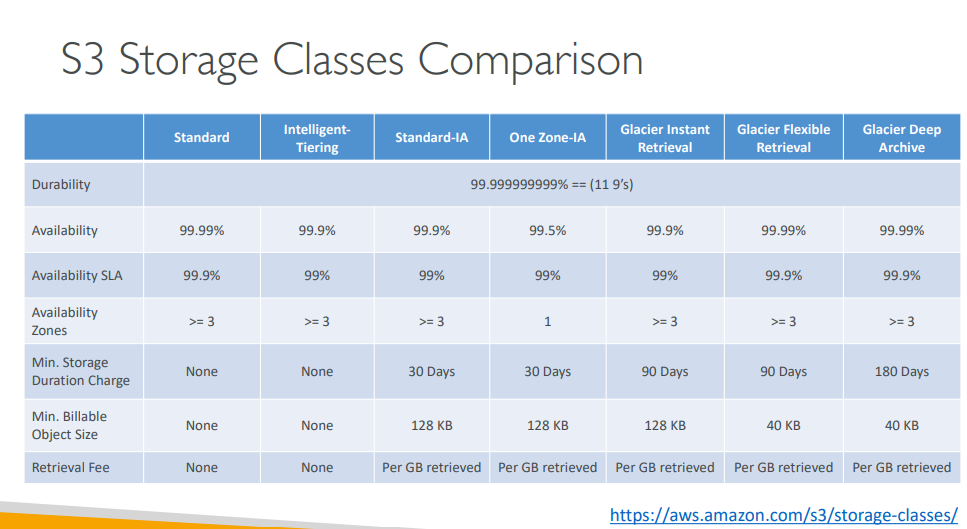 S3 Storage Classes Comparison
Standard Intelligent-Tiering Standard-IA One Zone-IA Glacier Instant Retrieval Glacier Flexible Retrieval Glacier Deep Archive
Durability 99.999999999% == (11 9’s)
Availability 99.99% 99.9% 99.9% 99.5% 99.9% 99.99% 99.99%
Availability SLA 99.9% 99% 99% 99% 99% 99.9% 99.9%
Availability Zones >= 3 >= 3 >= 3 1 >= 3 >= 3 >= 3
Min. Storage Duration Charge None None 30 Days 30 Days 90 Days 90 Days 180 Days
Min. Billable Object Size None None 128 KB 128 KB 128 KB 40 KB 40 KB
Retrieval Fee None None Per GB retrieved Per GB retrieved Per GB retrieved Per GB retrieved Per GB retrieved
https://aws.amazon.com/s3/storage-classes/